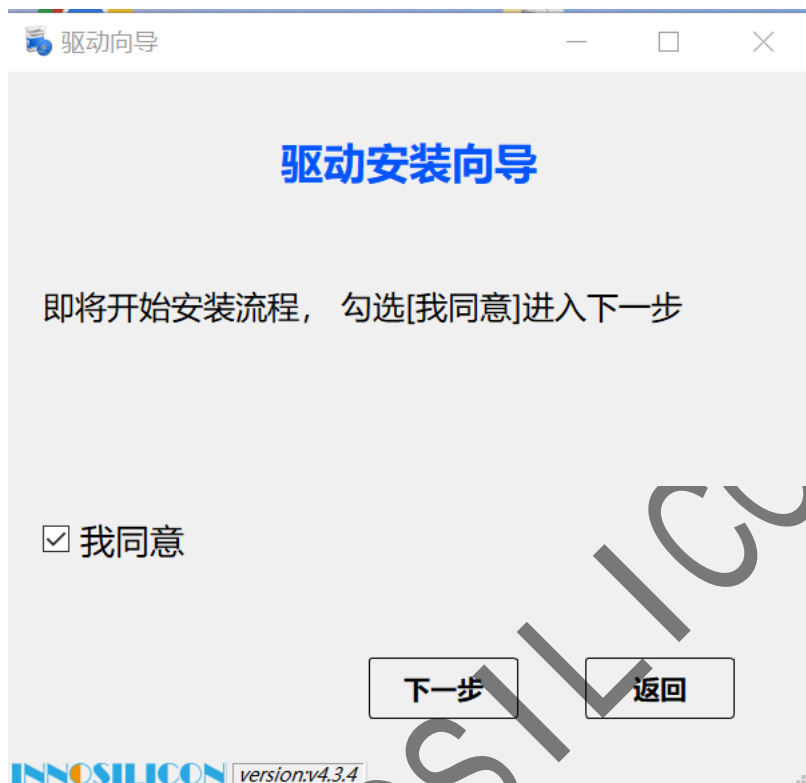 驱动向导
驱动安装向导
即将开始安装流程， 勾选[我同意]进入下一步
我同意
下一步
返回
INNOSILICON version:v4.3.4
SILICO